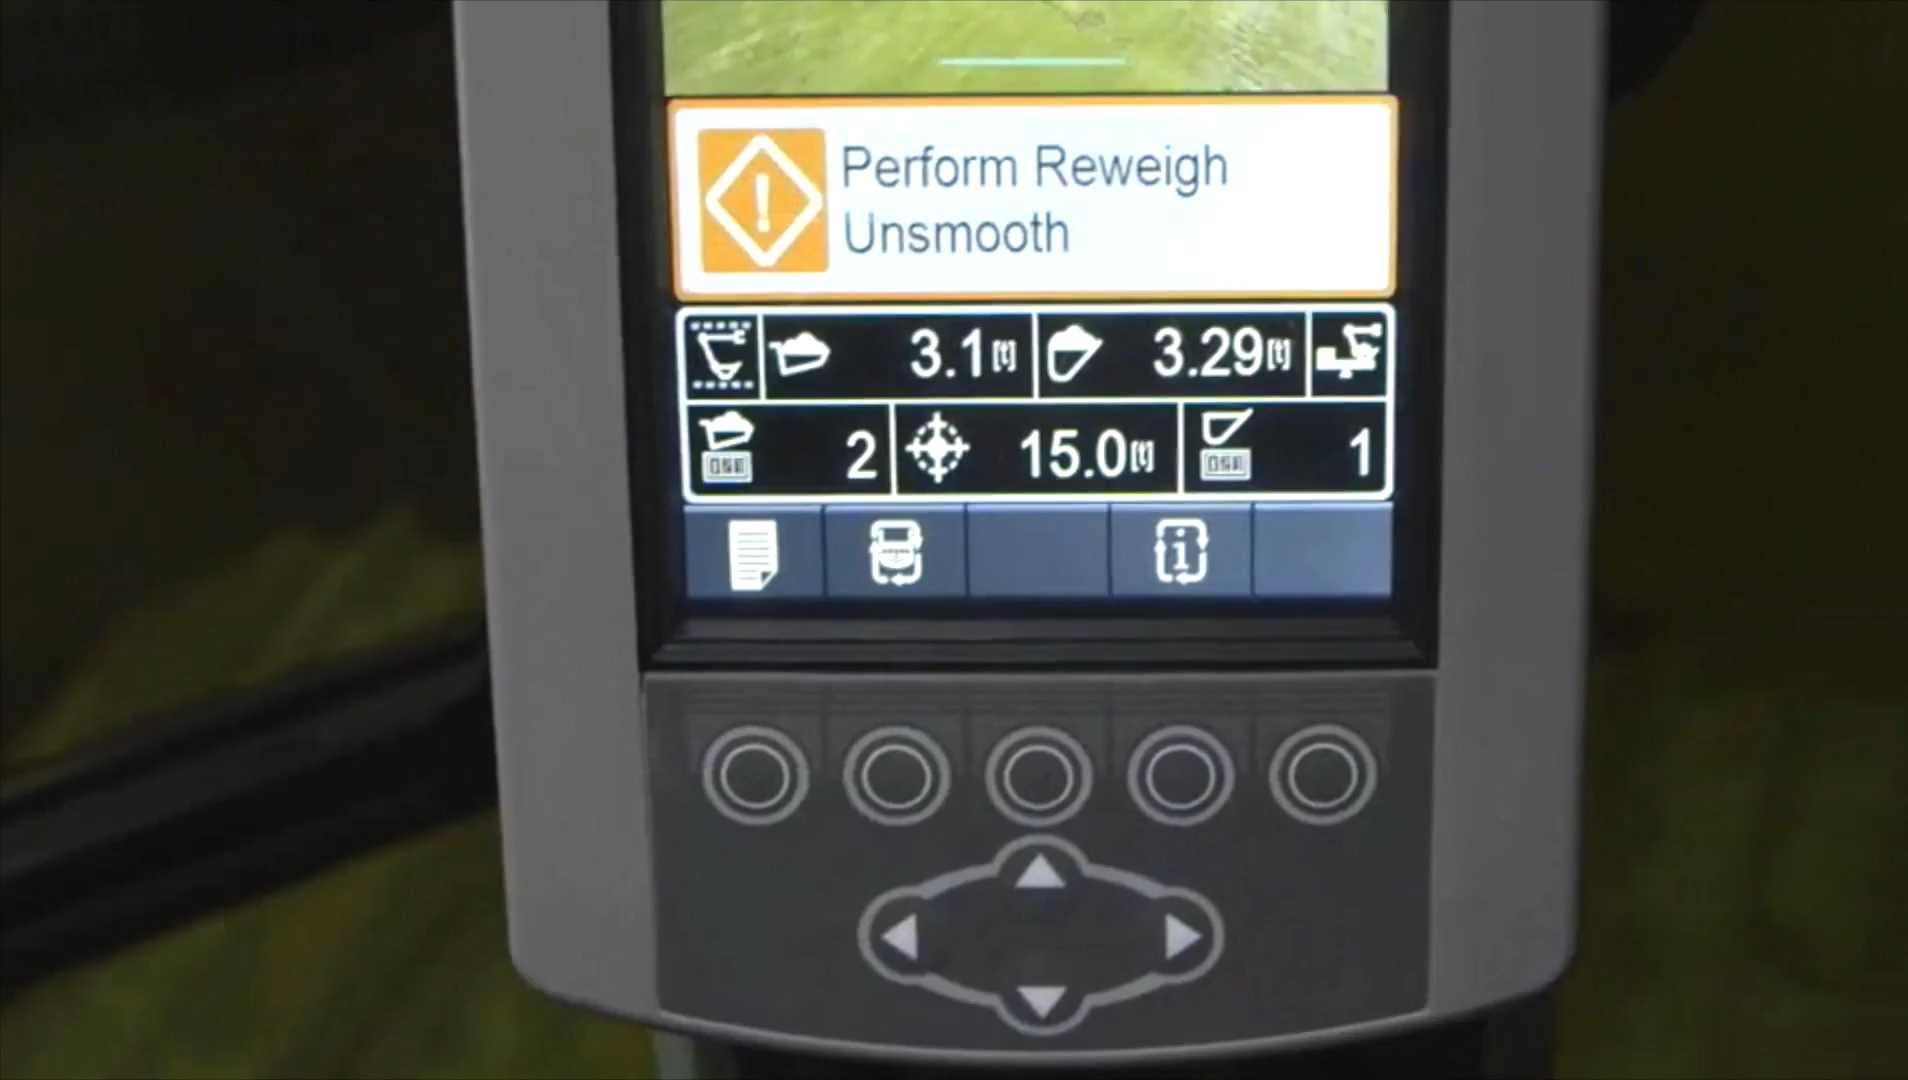 Perform Reweigh
Unsmooth
3.1 [t] 3.29 [t]
2 15.0 [t] 1
i